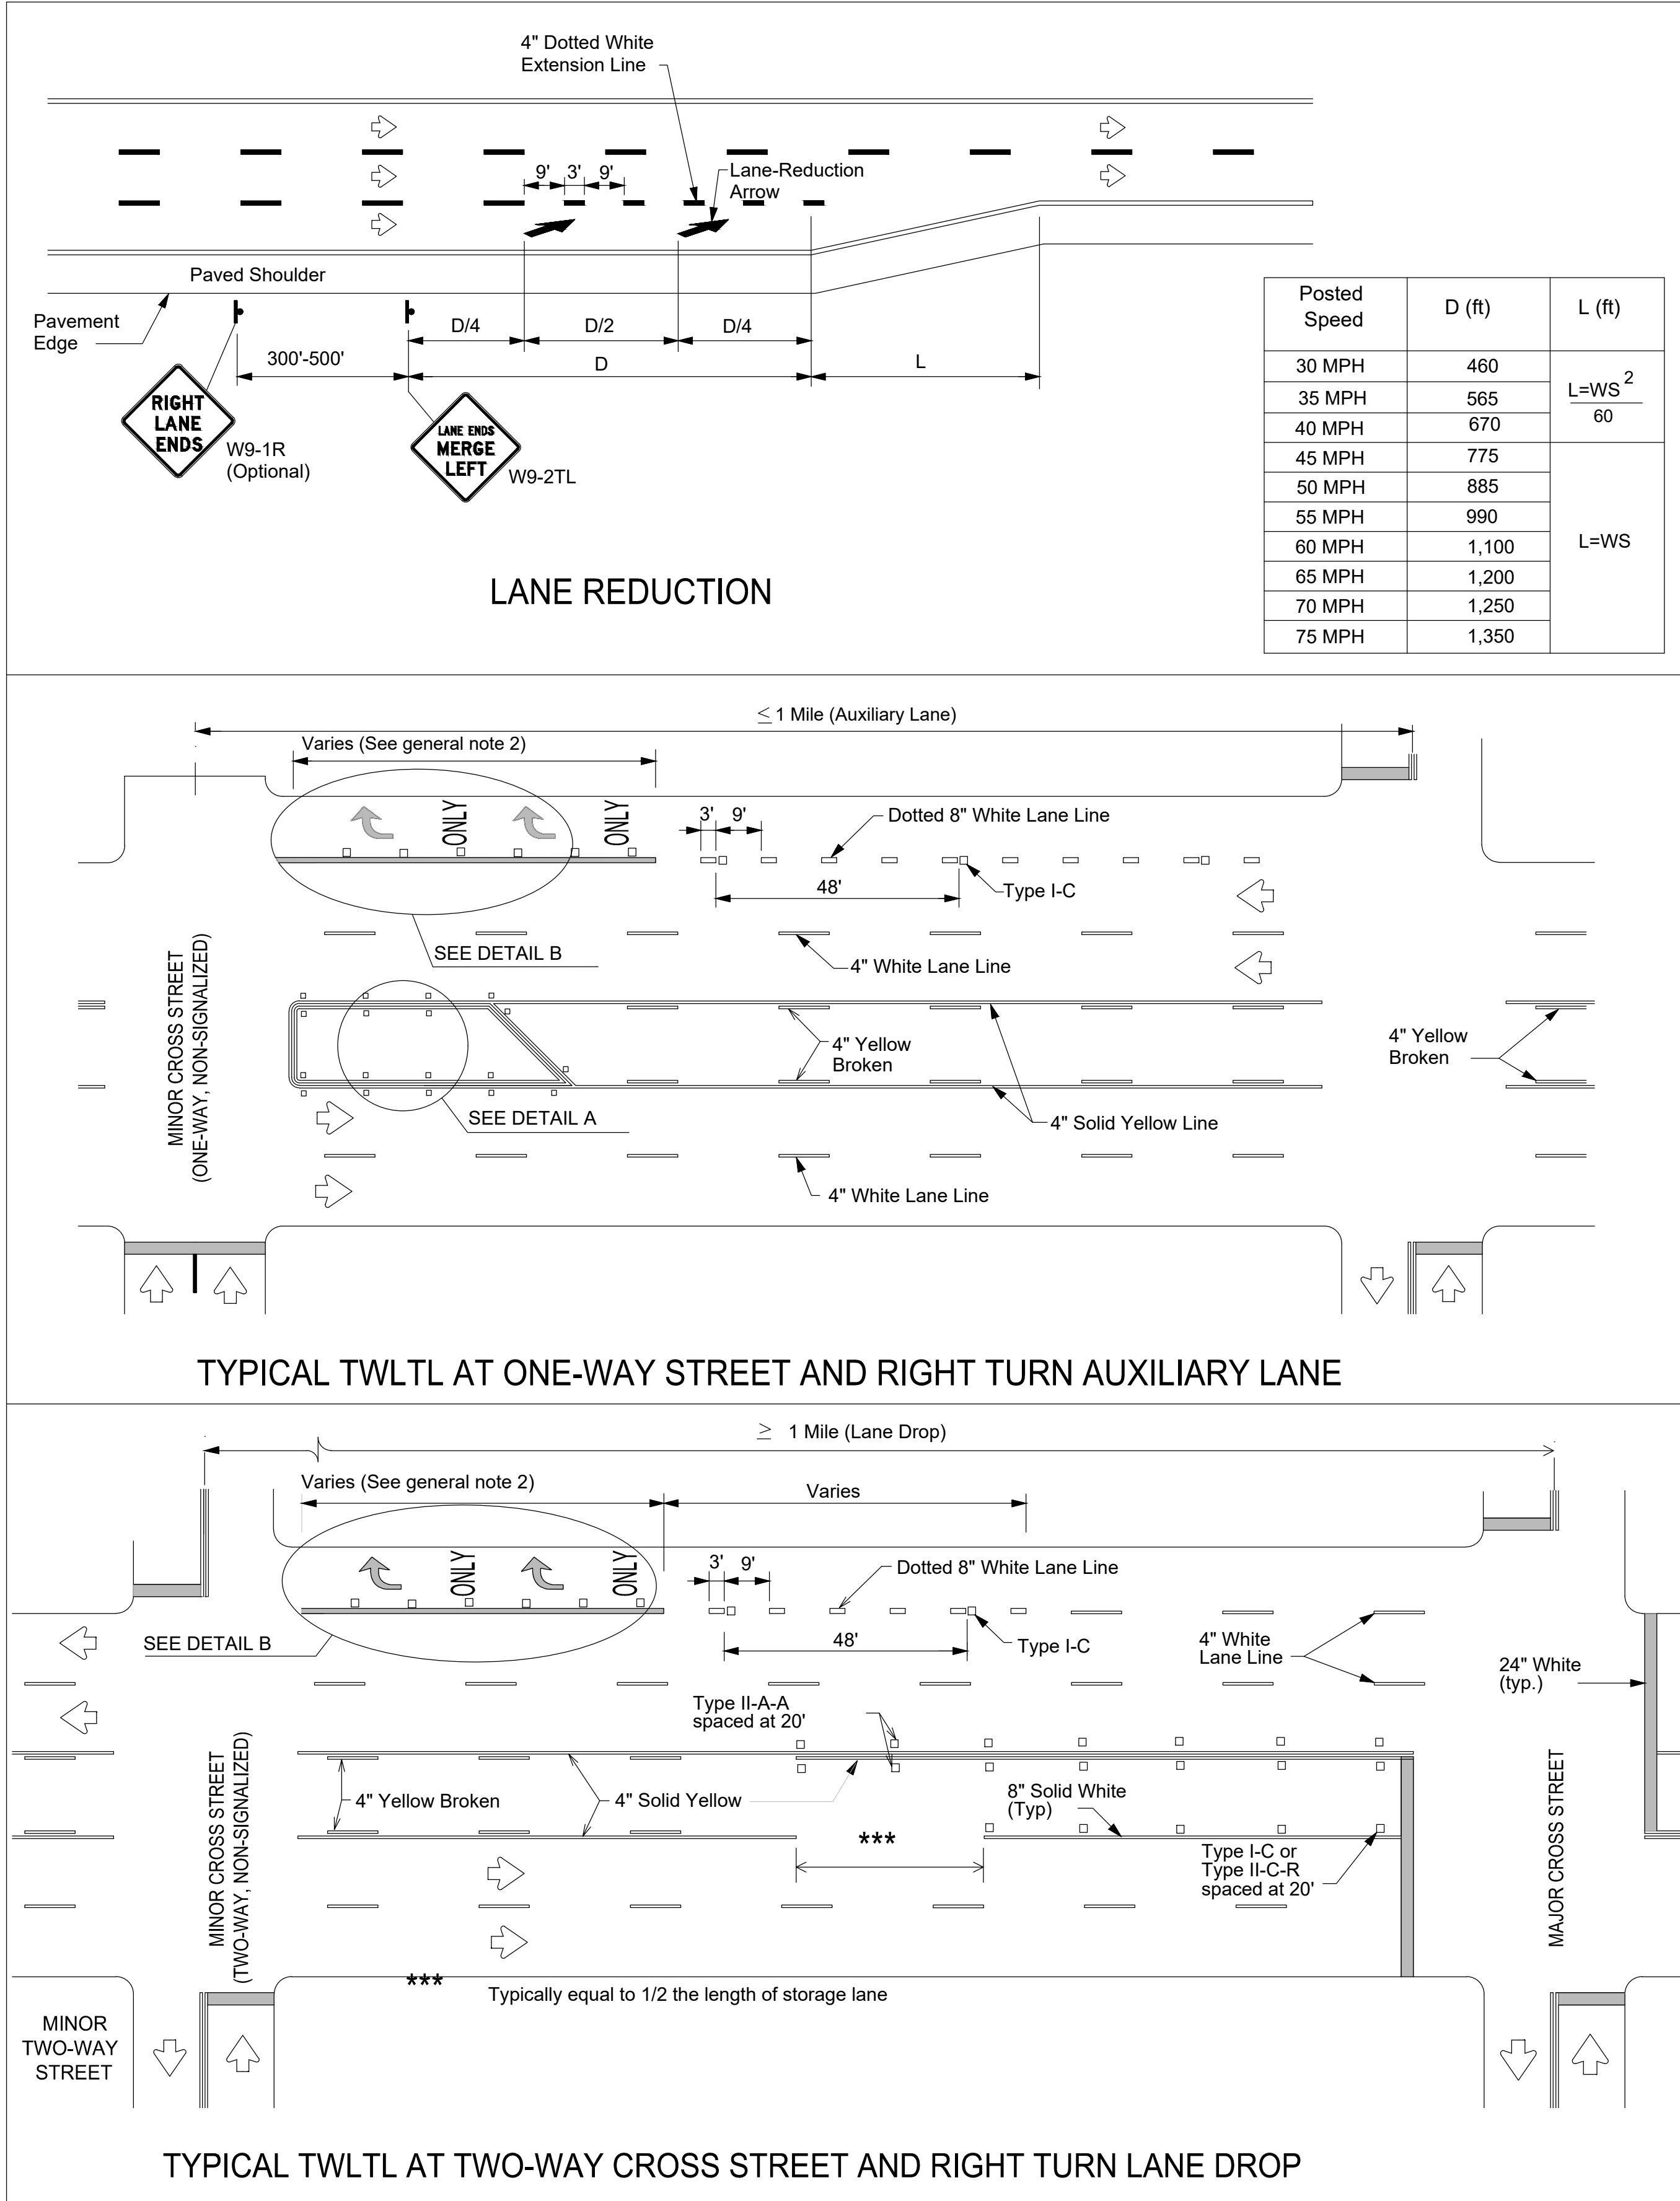 4" Dotted White
Extension Line
9' 3' 9'
Lane-Reduction
Arrow
Paved Shoulder
Pavement
Edge
D/4 D/2 D/4
300'-500' D L
RIGHT
LANE
ENDS
W9-1R
(Optional)
LANE ENDS
MERGE
LEFT
W9-2TL
LANE REDUCTION
Posted
Speed D (ft) L (ft)
30 MPH 460
35 MPH 565
40 MPH 670
L=WS 2
60
45 MPH 775
50 MPH 885
55 MPH 990
60 MPH 1,100
65 MPH 1,200
70 MPH 1,250
75 MPH 1,350
L=WS
≤ 1 Mile (Auxiliary Lane)
Varies (See general note 2)
ONLY
ONLY
3' 9'
Dotted 8" White Lane Line
48'
Type I-C
SEE DETAIL B
4" White Lane Line
MINOR CROSS STREET
(ONE-WAY, NON-SIGNALIZED)
4" Yellow
Broken
4" Yellow
Broken
SEE DETAIL A
4" Solid Yellow Line
4" White Lane Line
TYPICAL TWLTL AT ONE-WAY STREET AND RIGHT TURN AUXILIARY LANE
≥ 1 Mile (Lane Drop)
Varies (See general note 2)
Varies
ONLY
ONLY
3' 9'
Dotted 8" White Lane Line
SEE DETAIL B
48'
Type I-C
4" White
Lane Line
24" White
(typ.)
Type II-A-A
spaced at 20'
MINOR CROSS STREET
(TWO-WAY, NON-SIGNALIZED)
4" Yellow Broken
4" Solid Yellow
8" Solid White
(Typ)
***
Type I-C or
Type II-C-R
spaced at 20'
MAJOR CROSS STREET
***
Typically equal to 1/2 the length of storage lane
MINOR
TWO-WAY
STREET
TYPICAL TWLTL AT TWO-WAY CROSS STREET AND RIGHT TURN LANE DROP